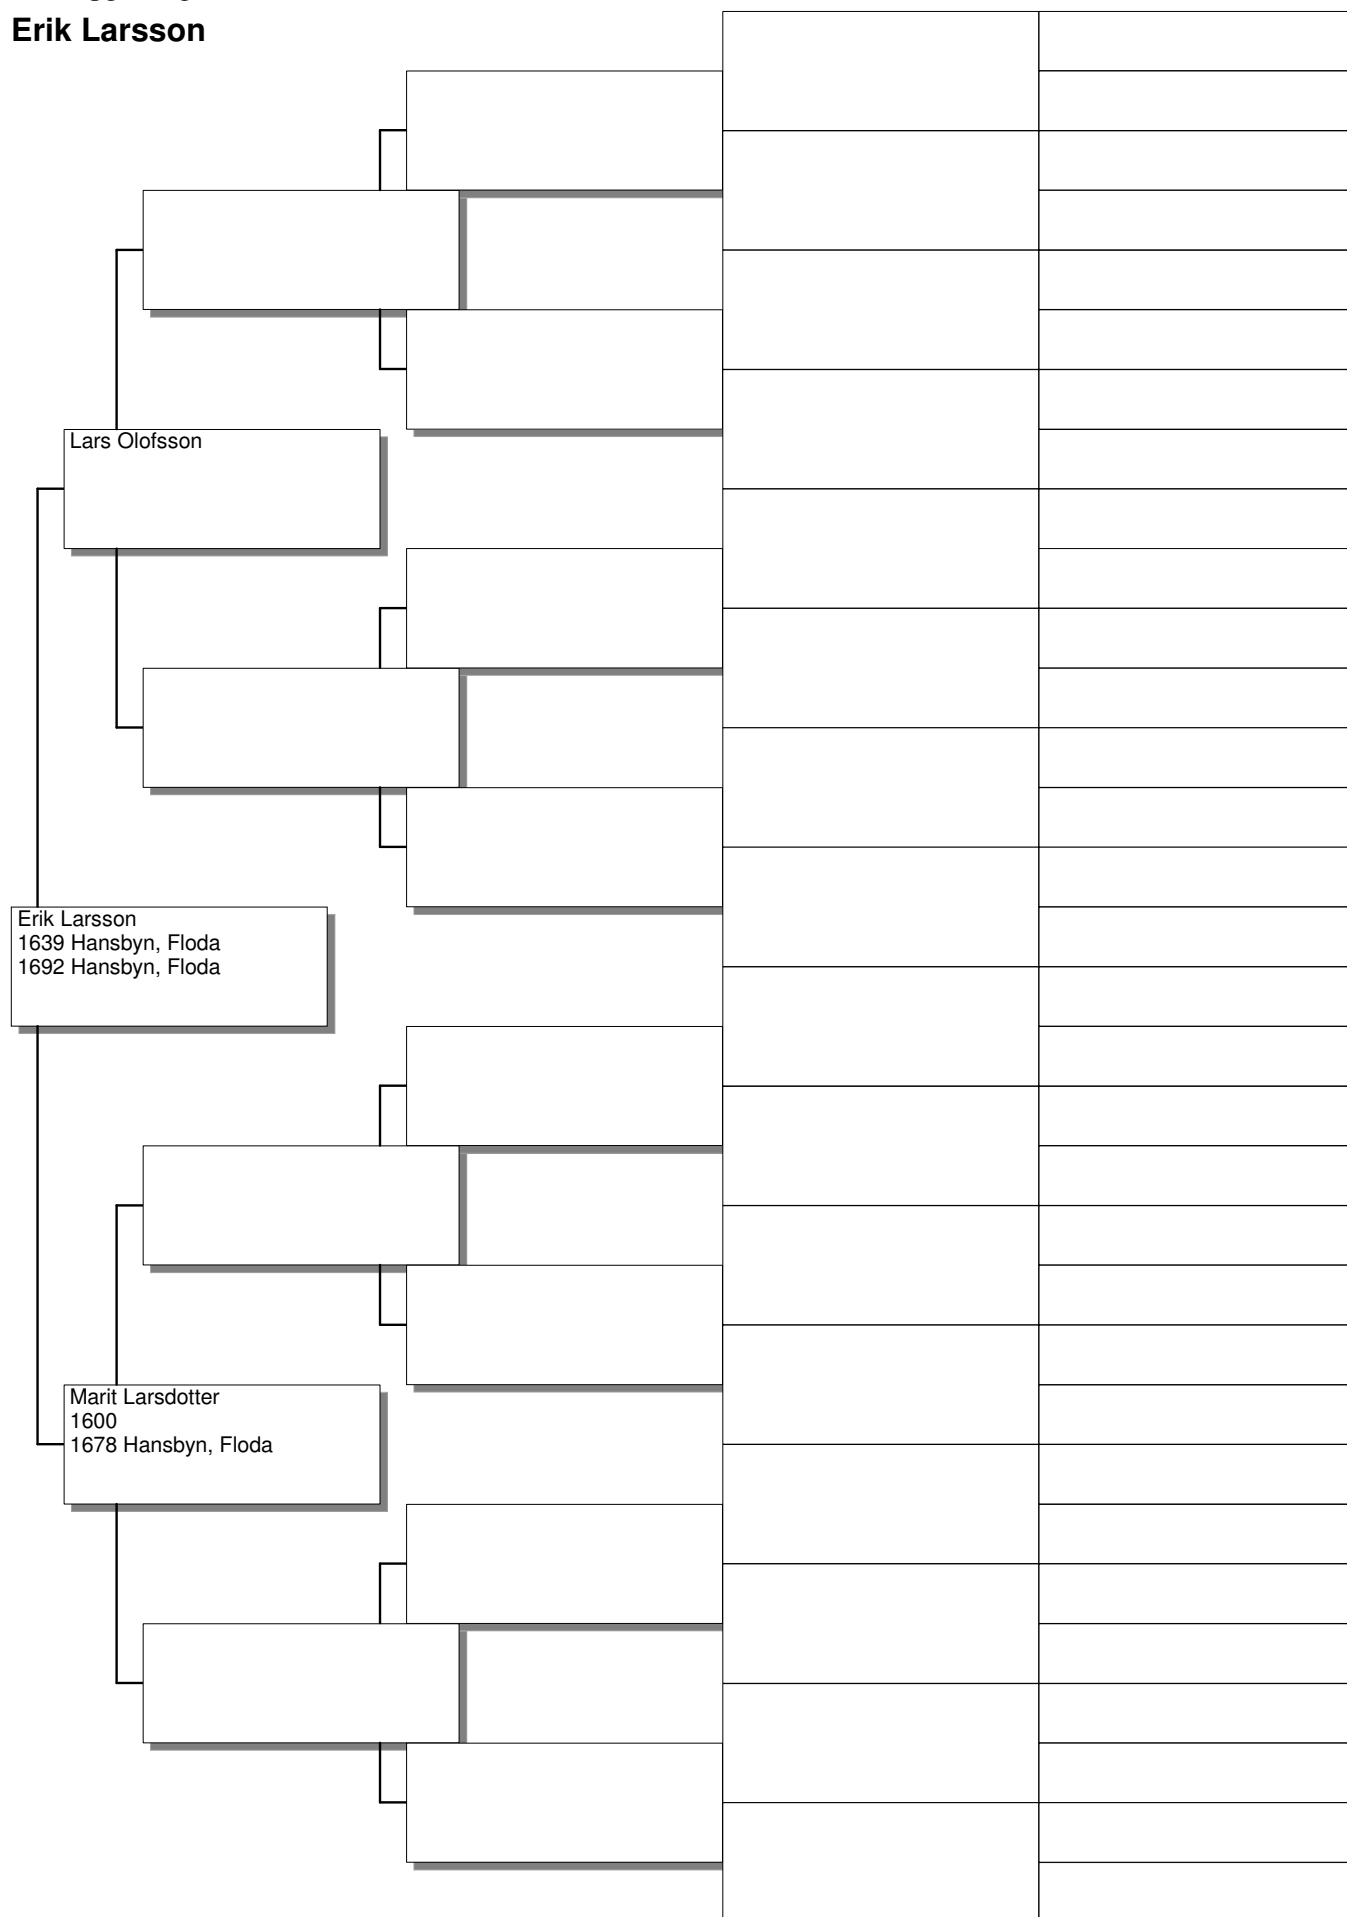 Erik Larsson
Lars Olofsson
Erik Larsson
1639 Hansbyn, Floda
1692 Hansbyn, Floda
Marit Larsdotter
1600
1678 Hansbyn, Floda